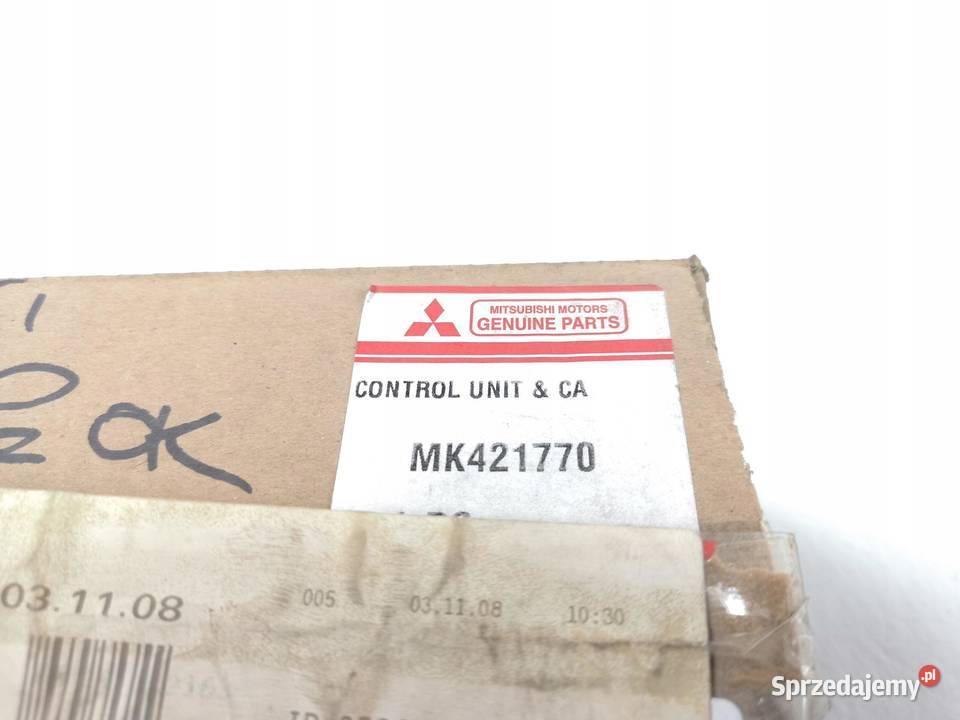 MITSUBISHI MOTORS
GENUINE PARTS
CONTROL UNIT & CA
MK421770
OK
03.11.08
005
03.11.08
10:30
Sprzedajemy.pl